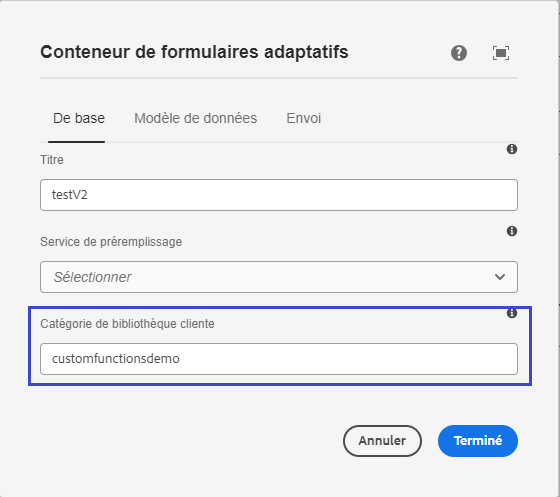 Conteneur de formulaires adaptatifs
De base Modèle de données Envoi
Titre
testV2
Service de préremplissage
Sélectionner
Catégorie de bibliothèque cliente
customfunctionsdemo
Annuler Terminé